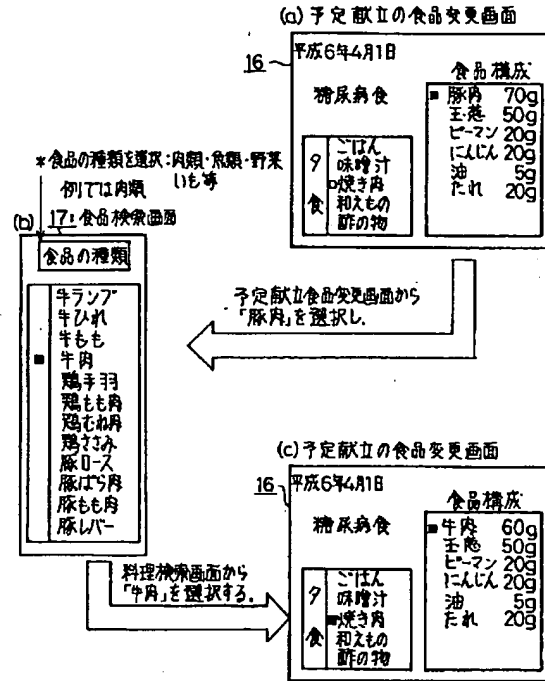 (a) 予定献立の食品変更画面
16
平成6年4月1日
糖尿病食
食品構成
■ 豚肉 70g
玉葱 50g
ピーマン 20g
にんじん 20g
油 5g
たれ 20g
夕食
ごはん
味噌汁
□焼き肉
和えもの
酢の物
*食品の種類を選択:肉類・魚類・野菜
いも等
例では肉類
(b) 17:食品検索画面
食品の種類
牛ランプ
牛ひれ
牛もも
■ 牛肉
鶏手羽
鶏もも肉
鶏むね肉
鶏ささみ
豚ロース
豚ばら肉
豚もも肉
豚レバー
予定献立食品変更画面から
「豚肉」を選択し、
料理検索画面から
「牛肉」を選択する。
(c) 予定献立の食品変更画面
16
平成6年4月1日
糖尿病食
食品構成
■牛肉 60g
玉葱 50g
ピーマン 20g
にんじん 20g
油 5g
たれ 20g
夕食
ごはん
味噌汁
■焼き肉
和えもの
酢の物